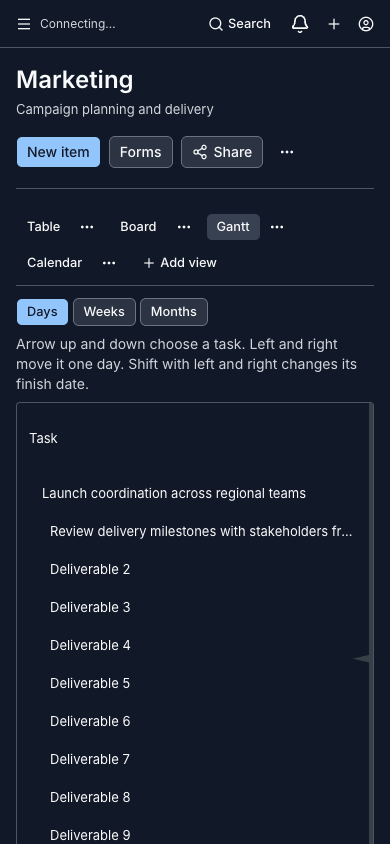 Connecting...
Search
Marketing
Campaign planning and delivery
New item
Forms
Share
Table
Board
Gantt
Calendar
Add view
Days
Weeks
Months
Arrow up and down choose a task. Left and right
move it one day. Shift with left and right changes its
finish date.
Task
Launch coordination across regional teams
Review delivery milestones with stakeholders fr...
Deliverable 2
Deliverable 3
Deliverable 4
Deliverable 5
Deliverable 6
Deliverable 7
Deliverable 8
Deliverable 9